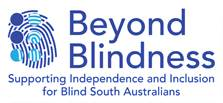 Beyond
Blindness
Supporting Independence and Inclusion
for Blind South Australians